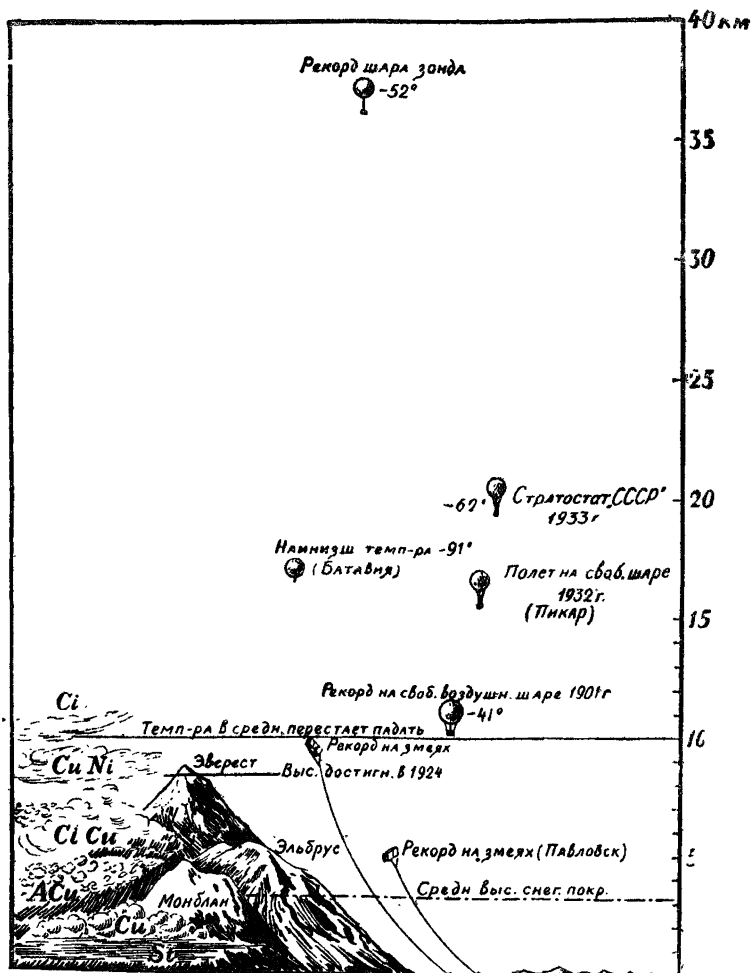 40 км
Рекорд шара зонда
-52°
35
30
25
-62° Стратостат „СССР"
1933 г
20
Наинизш темп-ра -91°
(Батавия)
Полет на своб. шаре
1932 г.
(Пикар)
15
Ci
Рекорд на своб. воздушн. шаре 1901 г
-41°
Темп-ра в средн. перестает падать
10
Рекорд на змеях
Cu Ni
Эверест
Выс. достигн. в 1924
Ci Cu
Эльбрус
Рекорд на змеях (Павловск)
5
ACu
Монблан
Средн выс. снег. покр.
Cu
St